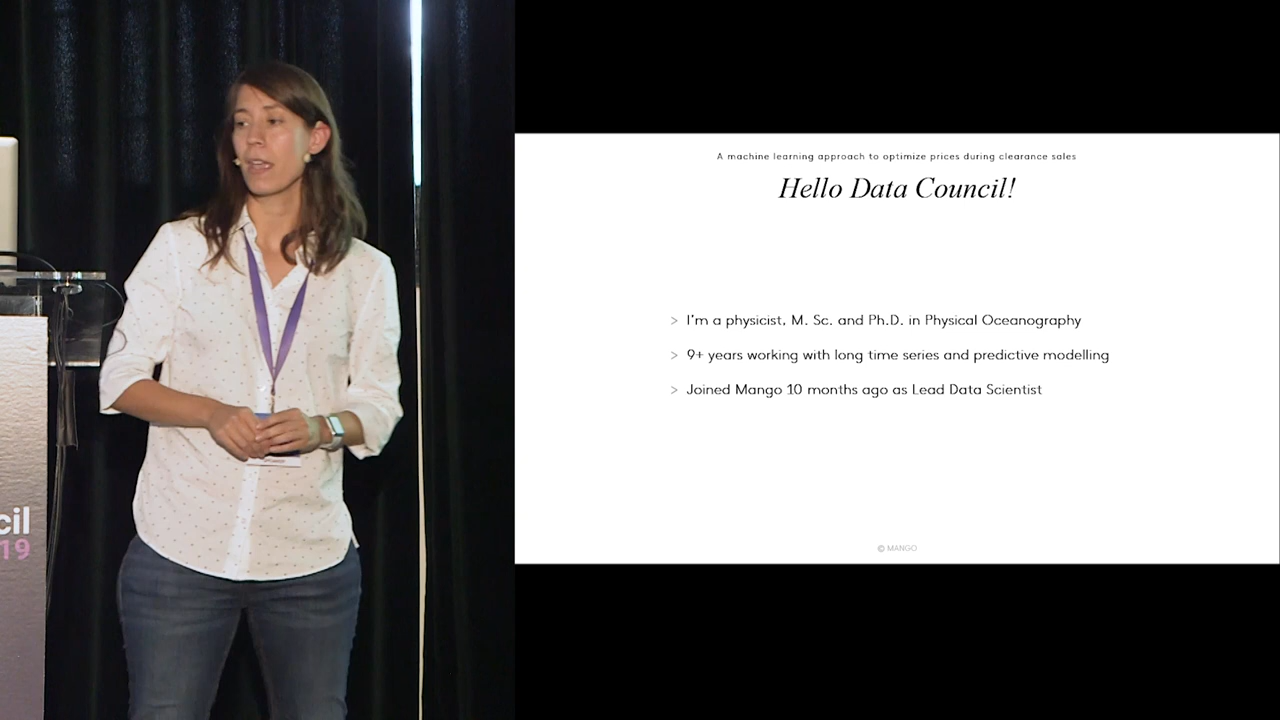 A machine learning approach to optimize prices during clearance sales
Hello Data Council!
> I'm a physicist, M. Sc. and Ph.D. in Physical Oceanography
> 9+ years working with long time series and predictive modelling
> Joined Mango 10 months ago as Lead Data Scientist
© MANGO
cil
19